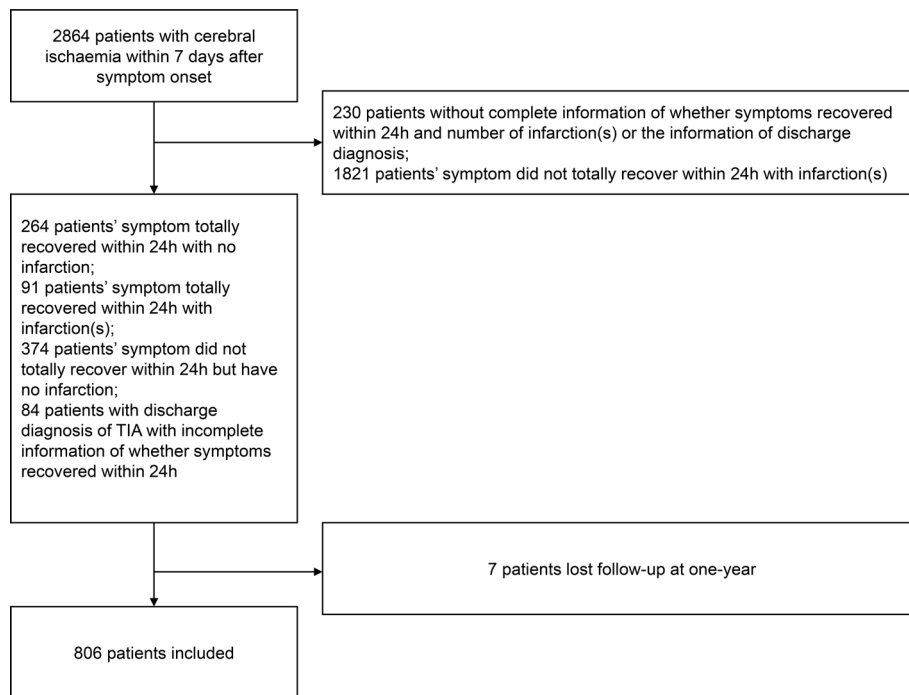 2864 patients with cerebral
ischaemia within 7 days after
symptom onset
230 patients without complete information of whether symptoms recovered
within 24h and number of infarction(s) or the information of discharge
diagnosis;
1821 patients’ symptom did not totally recover within 24h with infarction(s)
264 patients’ symptom totally
recovered within 24h with no
infarction;
91 patients’ symptom totally
recovered within 24h with
infarction(s);
374 patients’ symptom did not
totally recover within 24h but have
no infarction;
84 patients with discharge
diagnosis of TIA with incomplete
information of whether symptoms
recovered within 24h
7 patients lost follow-up at one-year
806 patients included